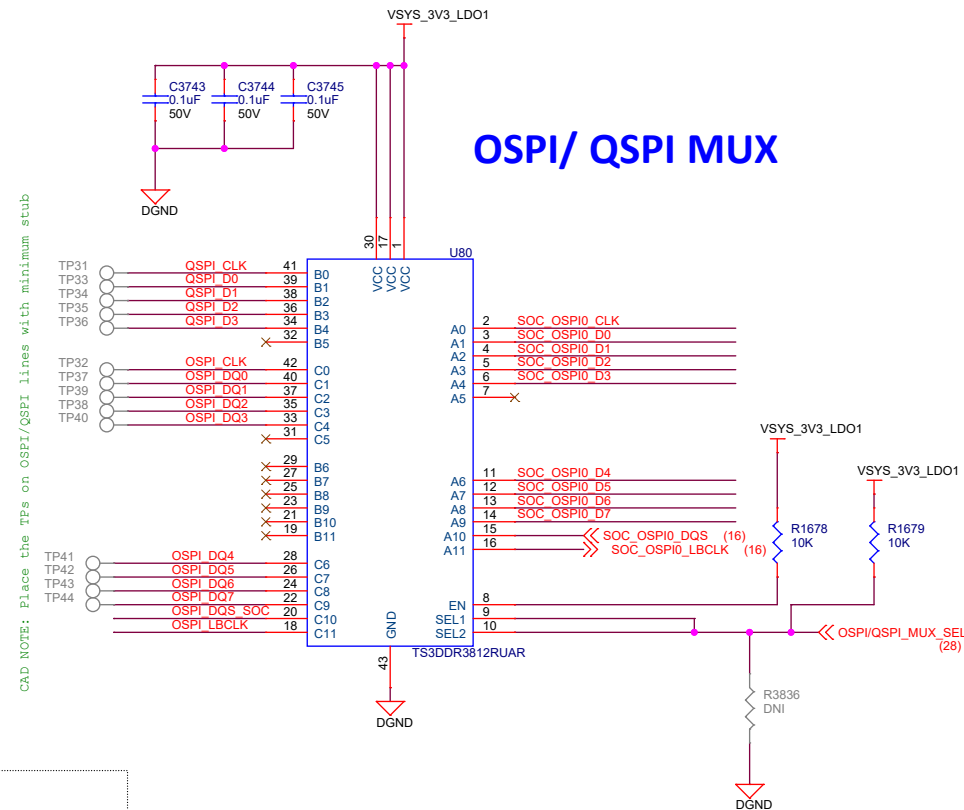 VSYS_3V3_LDO1
C3743
0.1uF
50V
C3744
0.1uF
50V
C3745
0.1uF
50V
OSPI/ QSPI MUX
DGND
CAD NOTE: Place the TPs on OSPI/QSPI lines with minimum stub
U80
30 VCC
17 VCC
1 VCC
TP31 QSPI_CLK 41 B0
TP33 QSPI_D0 39 B1
TP34 QSPI_D1 38 B2
TP35 QSPI_D2 36 B3
TP36 QSPI_D3 34 B4
32 B5
TP32 OSPI_CLK 42 C0
TP37 OSPI_DQ0 40 C1
TP39 OSPI_DQ1 37 C2
TP38 OSPI_DQ2 35 C3
TP40 OSPI_DQ3 33 C4
31 C5
29 B6
27 B7
25 B8
23 B9
21 B10
19 B11
TP41 OSPI_DQ4 28 C6
TP42 OSPI_DQ5 26 C7
TP43 OSPI_DQ6 24 C8
TP44 OSPI_DQ7 22 C9
OSPI_DQS_SOC 20 C10
OSPI_LBCLK 18 C11
A0 2 SOC_OSPI0_CLK
A1 3 SOC_OSPI0_D0
A2 4 SOC_OSPI0_D1
A3 5 SOC_OSPI0_D2
A4 6 SOC_OSPI0_D3
A5 7
A6 11 SOC_OSPI0_D4
A7 12 SOC_OSPI0_D5
A8 13 SOC_OSPI0_D6
A9 14 SOC_OSPI0_D7
A10 15 SOC_OSPI0_DQS (16)
A11 16 SOC_OSPI0_LBCLK (16)
EN 8
SEL1 9
SEL2 10
GND
43
TS3DDR3812RUAR
DGND
VSYS_3V3_LDO1
R1678
10K
VSYS_3V3_LDO1
R1679
10K
OSPI/QSPI_MUX_SEL
(28)
R3836
DNI
DGND